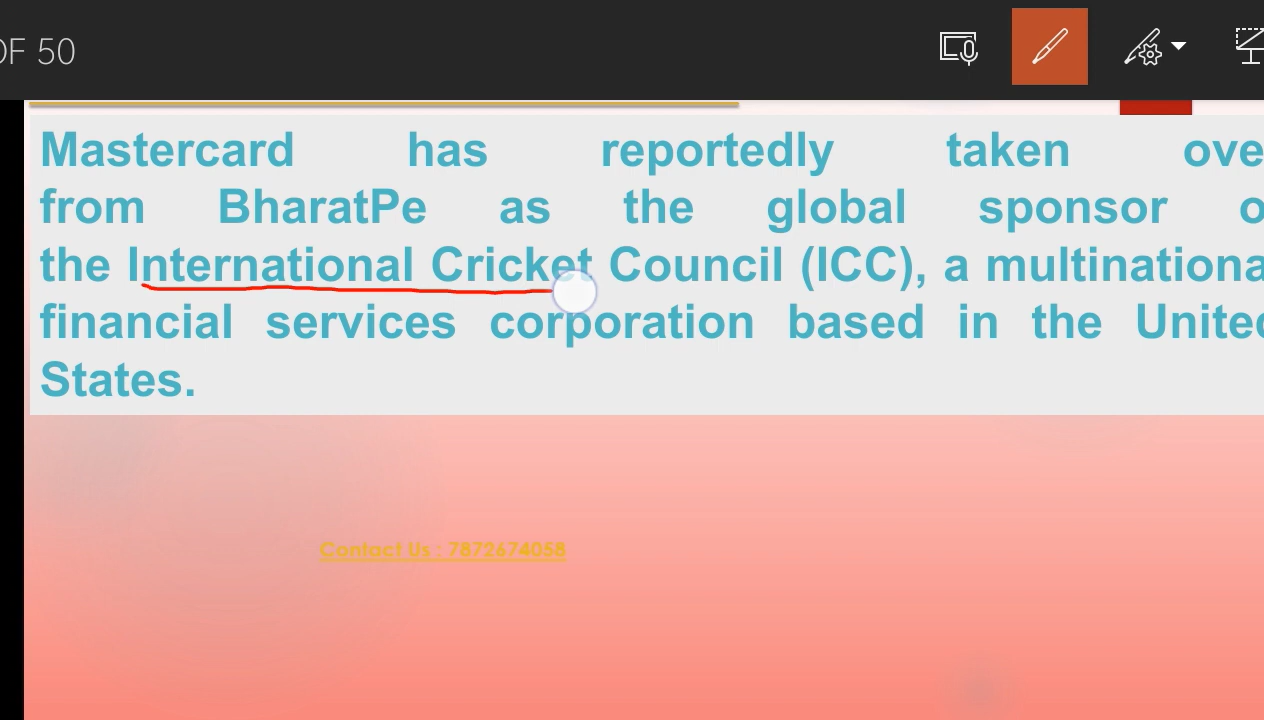 OF 50
Mastercard has reportedly taken ove
from BharatPe as the global sponsor o
the International Cricket Council (ICC), a multinationa
financial services corporation based in the United
States.
Contact Us : 7872674058